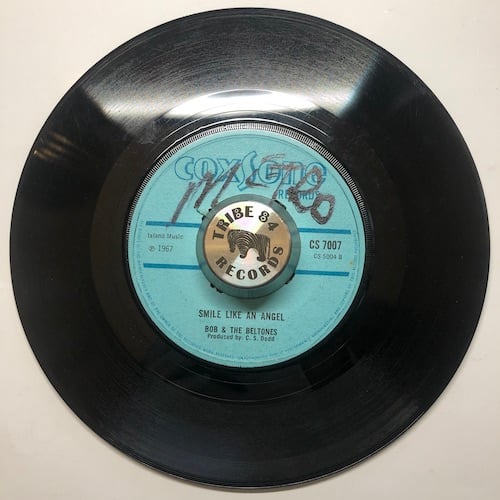 COXSONE
RECORDS
TRIBE 84
RECORDS
Island Music
℗ 1967
CS 7007
CS 5004 B
SMILE LIKE AN ANGEL
BOB & THE BELTONES
Produced by: C. S. Dodd